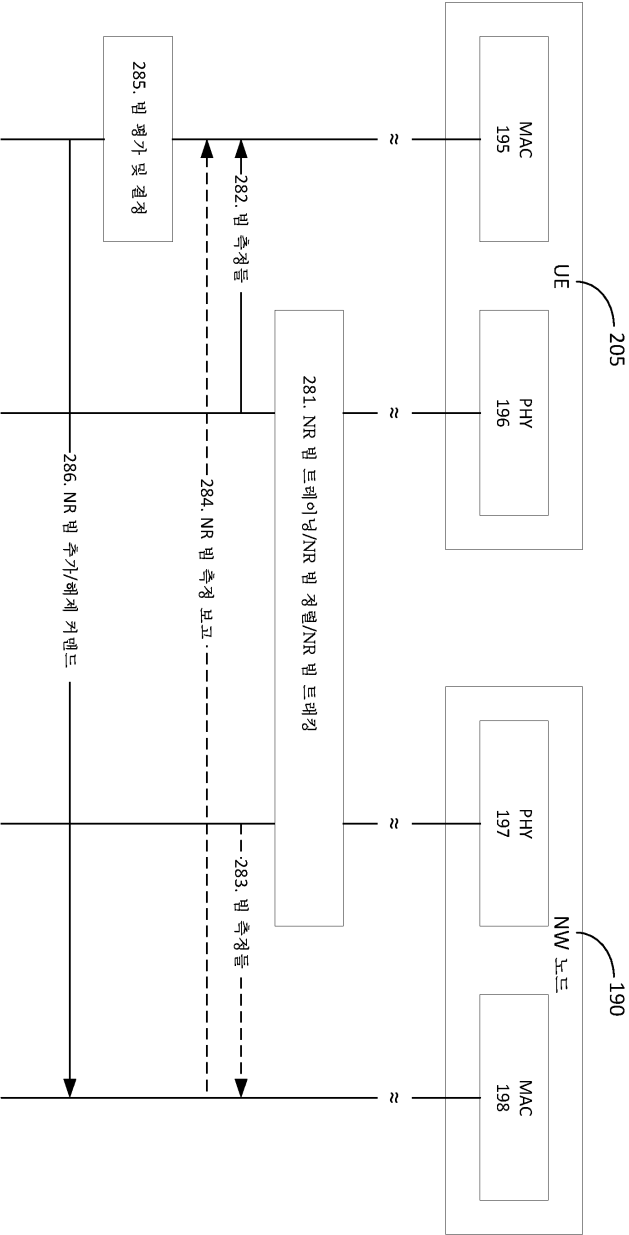 205
UE
MAC
195
PHY
196
190
NW 노드
PHY
197
MAC
198
281. NR 빔 트레이닝/NR 빔 정렬/NR 빔 트래킹
282. 빔 측정들
283. 빔 측정들
284. NR 빔 측정 보고
285. 빔 평가 및 결정
286. NR 빔 추가/해제 커맨드